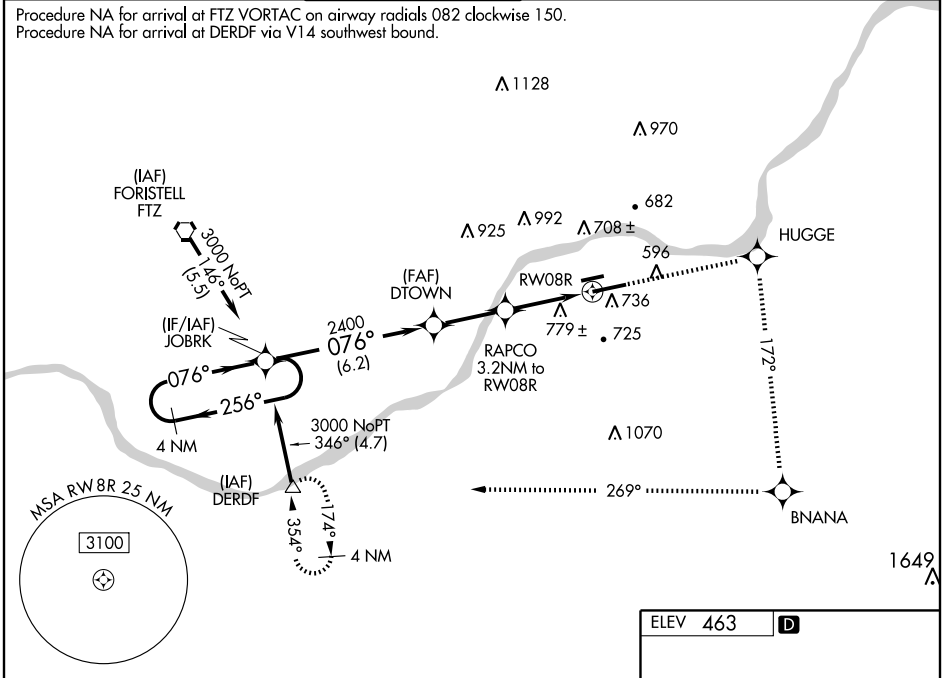 Procedure NA for arrival at FTZ VORTAC on airway radials 082 clockwise 150.
Procedure NA for arrival at DERDF via V14 southwest bound.
1128
970
(IAF)
FORISTELL
FTZ
682
3000 NoPT
146°
(5.5)
925
992
708 ±
HUGGE
596
(FAF)
DTOWN
RW08R
736
779 ±
725
(IF/IAF)
JOBRK
2400
076°
(6.2)
RAPCO
3.2NM to
RW08R
076°
256°
172°
4 NM
3000 NoPT
346° (4.7)
1070
(IAF)
DERDF
174°
354°
4 NM
269°
BNANA
MSA RW8R 25 NM
3100
1649
ELEV 463
D